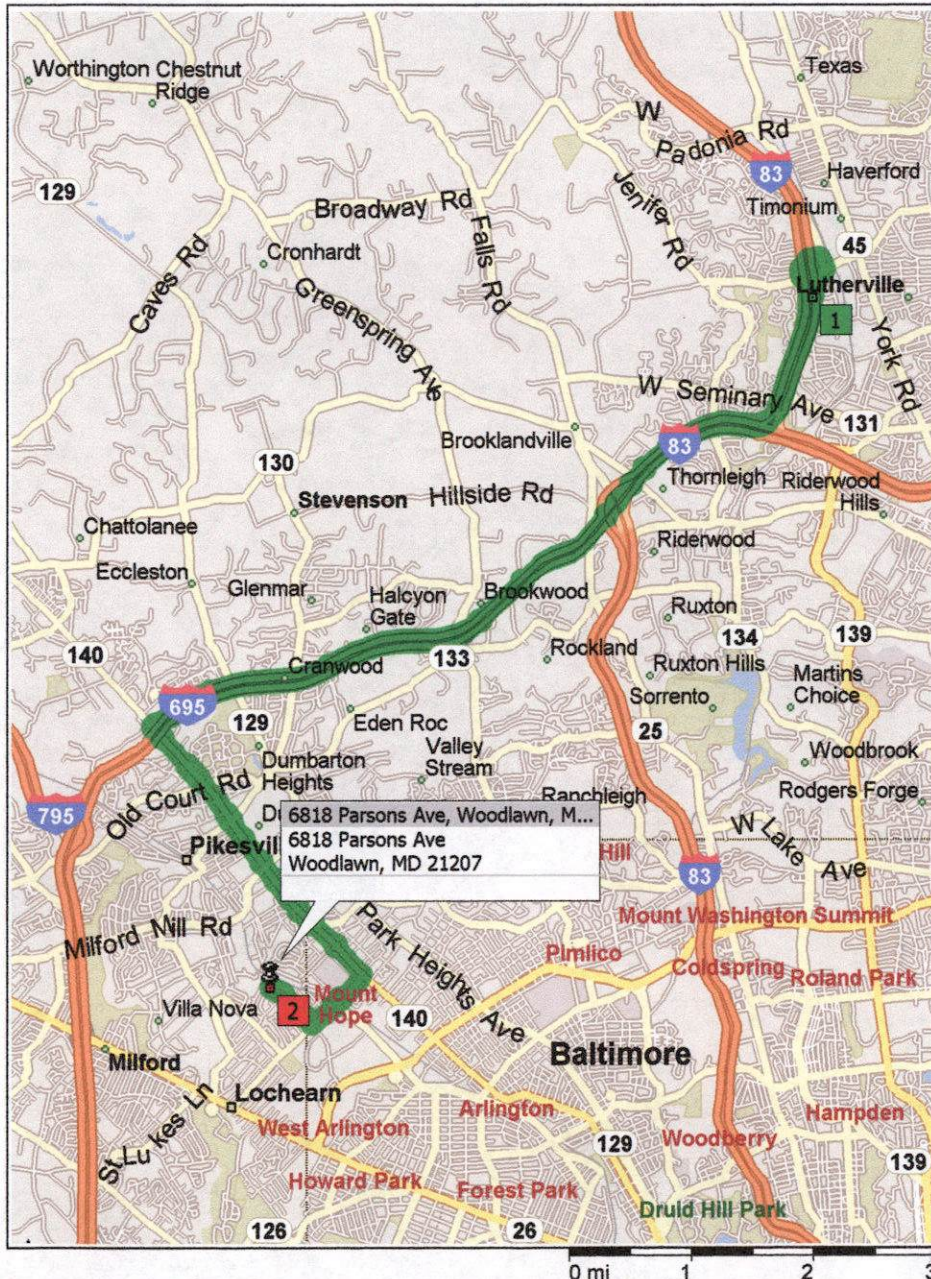 Worthington Chestnut
Ridge
Texas
W
Padonia Rd
83
Haverford
129
Jennifer Rd
Timonium
Broadway Rd
Falls Rd
45
Cronhardt
Caves Rd
Lutherville
Greenspring Ave
1
York Rd
W Seminary Ave
131
Brooklandville
83
130
Thornleigh
Riderwood
Hills
Stevenson
Hillside Rd
Chattolanee
Riderwood
Eccleston
Glenmar
Halcyon
Gate
Brookwood
Ruxton
134
139
140
133
Rockland
Cranwood
Ruxton Hills
Martins
Choice
Sorrento
695
129
Eden Roc
25
Dumbarton
Heights
Valley
Stream
Woodbrook
Old Court Rd
795
Ranchleigh
Rodgers Forge
6818 Parsons Ave, Woodlawn, M...
6818 Parsons Ave
Woodlawn, MD 21207
W Lake Ave
Hill
83
Milford Mill Rd
Park Heights Ave
Mount Washington Summit
Pimlico
Coldspring
Roland Park
2
Mount
Hope
Villa Nova
140
Milford
Baltimore
Lochearn
St Lukes Ln
Arlington
Hampden
West Arlington
129
Woodberry
139
Howard Park
Forest Park
Druid Hill Park
126
26
0 mi 1 2 3